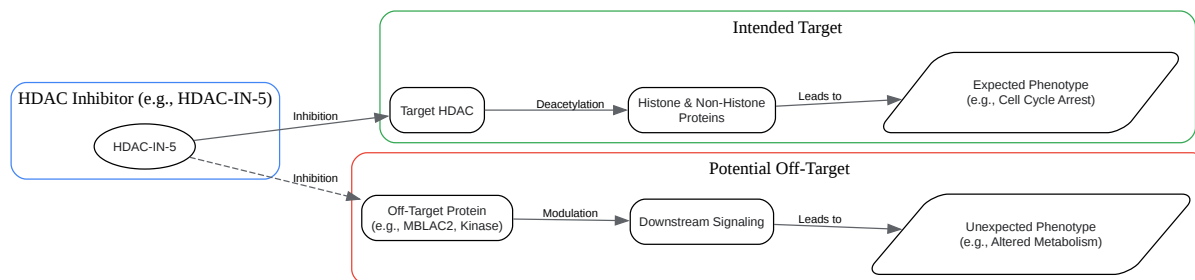 HDAC Inhibitor (e.g., HDAC-IN-5)
HDAC-IN-5
Inhibition
Inhibition
Intended Target
Target HDAC
Deacetylation
Histone & Non-Histone
Proteins
Leads to
Expected Phenotype
(e.g., Cell Cycle Arrest)
Potential Off-Target
Off-Target Protein
(e.g., MBLAC2, Kinase)
Modulation
Downstream Signaling
Leads to
Unexpected Phenotype
(e.g., Altered Metabolism)